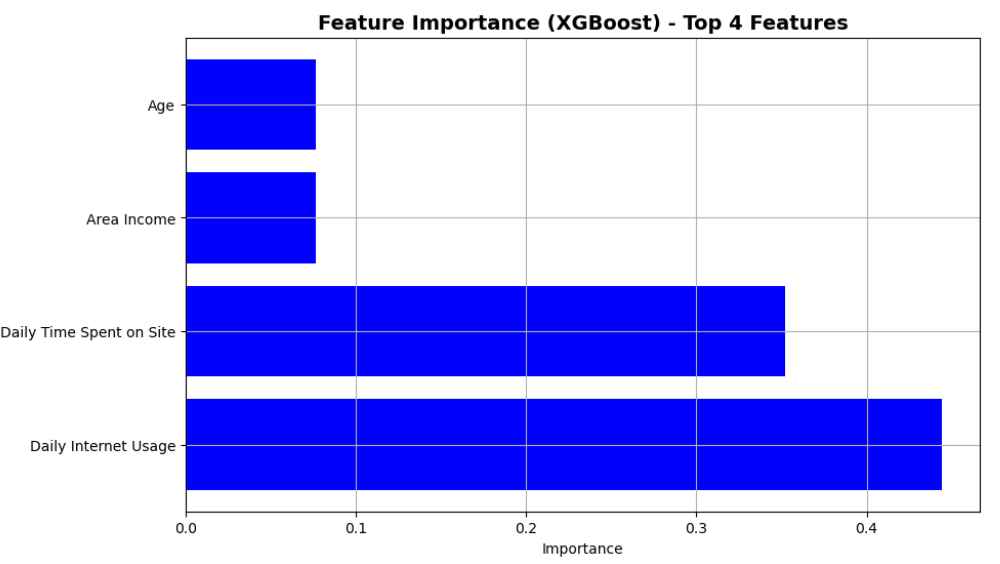 Feature Importance (XGBoost) - Top 4 Features
Age
Area Income
Daily Time Spent on Site
Daily Internet Usage
0.0 0.1 0.2 0.3 0.4
Importance